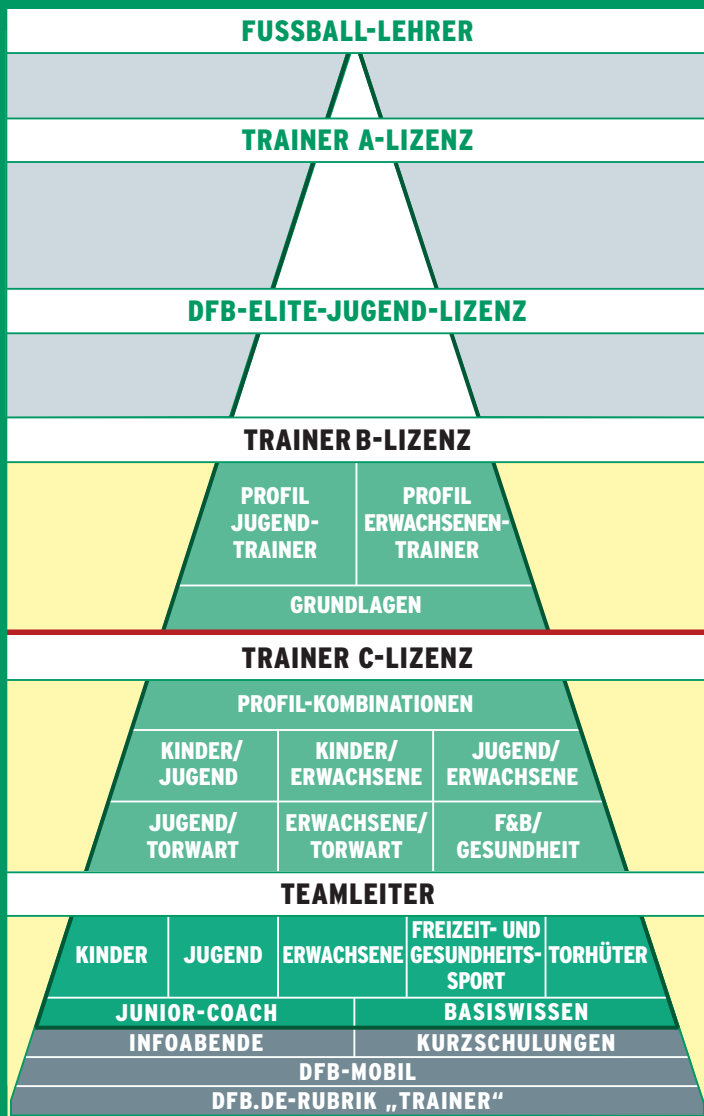 FUSSBALL-LEHRER
TRAINER A-LIZENZ
DFB-ELITE-JUGEND-LIZENZ
TRAINER B-LIZENZ
PROFIL
JUGEND-
TRAINER
PROFIL
ERWACHSENEN-
TRAINER
GRUNDLAGEN
TRAINER C-LIZENZ
PROFIL-KOMBINATIONEN
KINDER/
JUGEND
KINDER/
ERWACHSENE
JUGEND/
ERWACHSENE
JUGEND/
TORWART
ERWACHSENE/
TORWART
F&B/
GESUNDHEIT
TEAMLEITER
KINDER
JUGEND
ERWACHSENE
FREIZEIT- UND
GESUNDHEITS-
SPORT
TORHÜTER
JUNIOR-COACH
BASISWISSEN
INFOABENDE
KURZSCHULUNGEN
DFB-MOBIL
DFB.DE-RUBRIK „TRAINER“